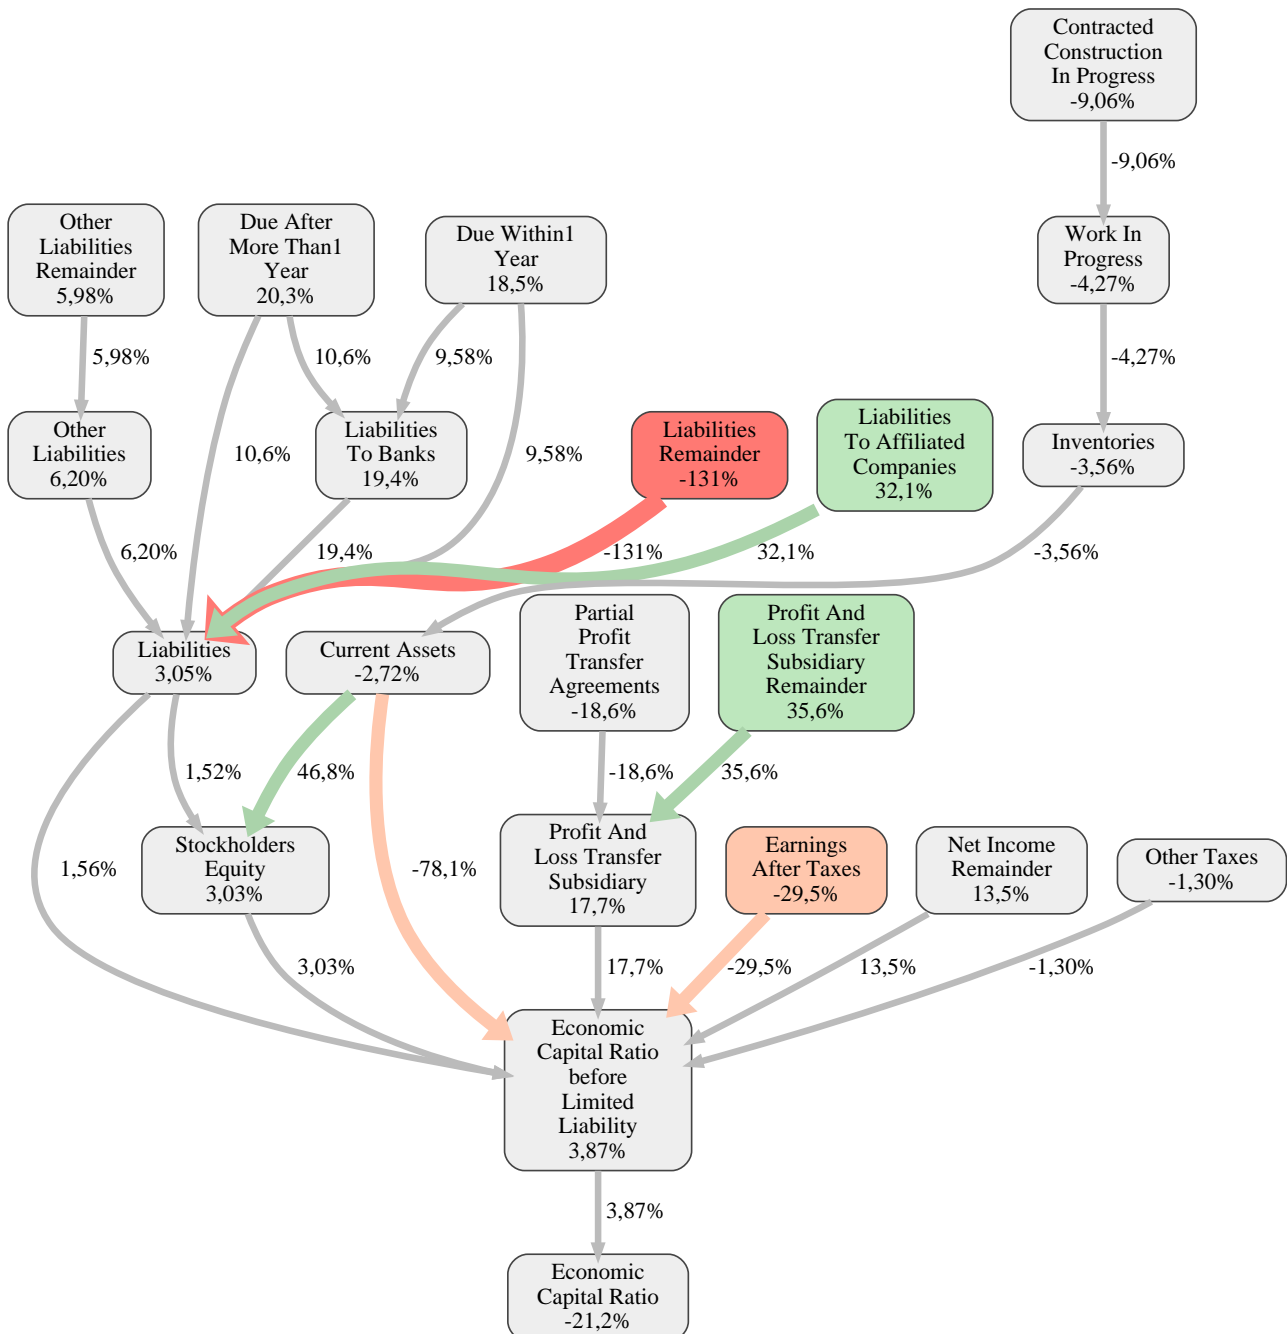 Contracted
Construction
In Progress
-9,06%
-9,06%
Other
Liabilities
Remainder
5,98%
Due After
More Than1
Year
20,3%
Due Within1
Year
18,5%
Work In
Progress
-4,27%
5,98%
10,6%
9,58%
-4,27%
Other
Liabilities
6,20%
10,6%
Liabilities
To Banks
19,4%
9,58%
Liabilities
Remainder
-131%
Liabilities
To Affiliated
Companies
32,1%
Inventories
-3,56%
6,20%
19,4%
-131%
32,1%
-3,56%
Liabilities
3,05%
Current Assets
-2,72%
Partial
Profit
Transfer
Agreements
-18,6%
Profit And
Loss Transfer
Subsidiary
Remainder
35,6%
1,52%
46,8%
-18,6%
35,6%
1,56%
Stockholders
Equity
3,03%
-78,1%
Profit And
Loss Transfer
Subsidiary
17,7%
Earnings
After Taxes
-29,5%
Net Income
Remainder
13,5%
Other Taxes
-1,30%
3,03%
17,7%
-29,5%
13,5%
-1,30%
Economic
Capital Ratio
before
Limited
Liability
3,87%
3,87%
Economic
Capital Ratio
-21,2%